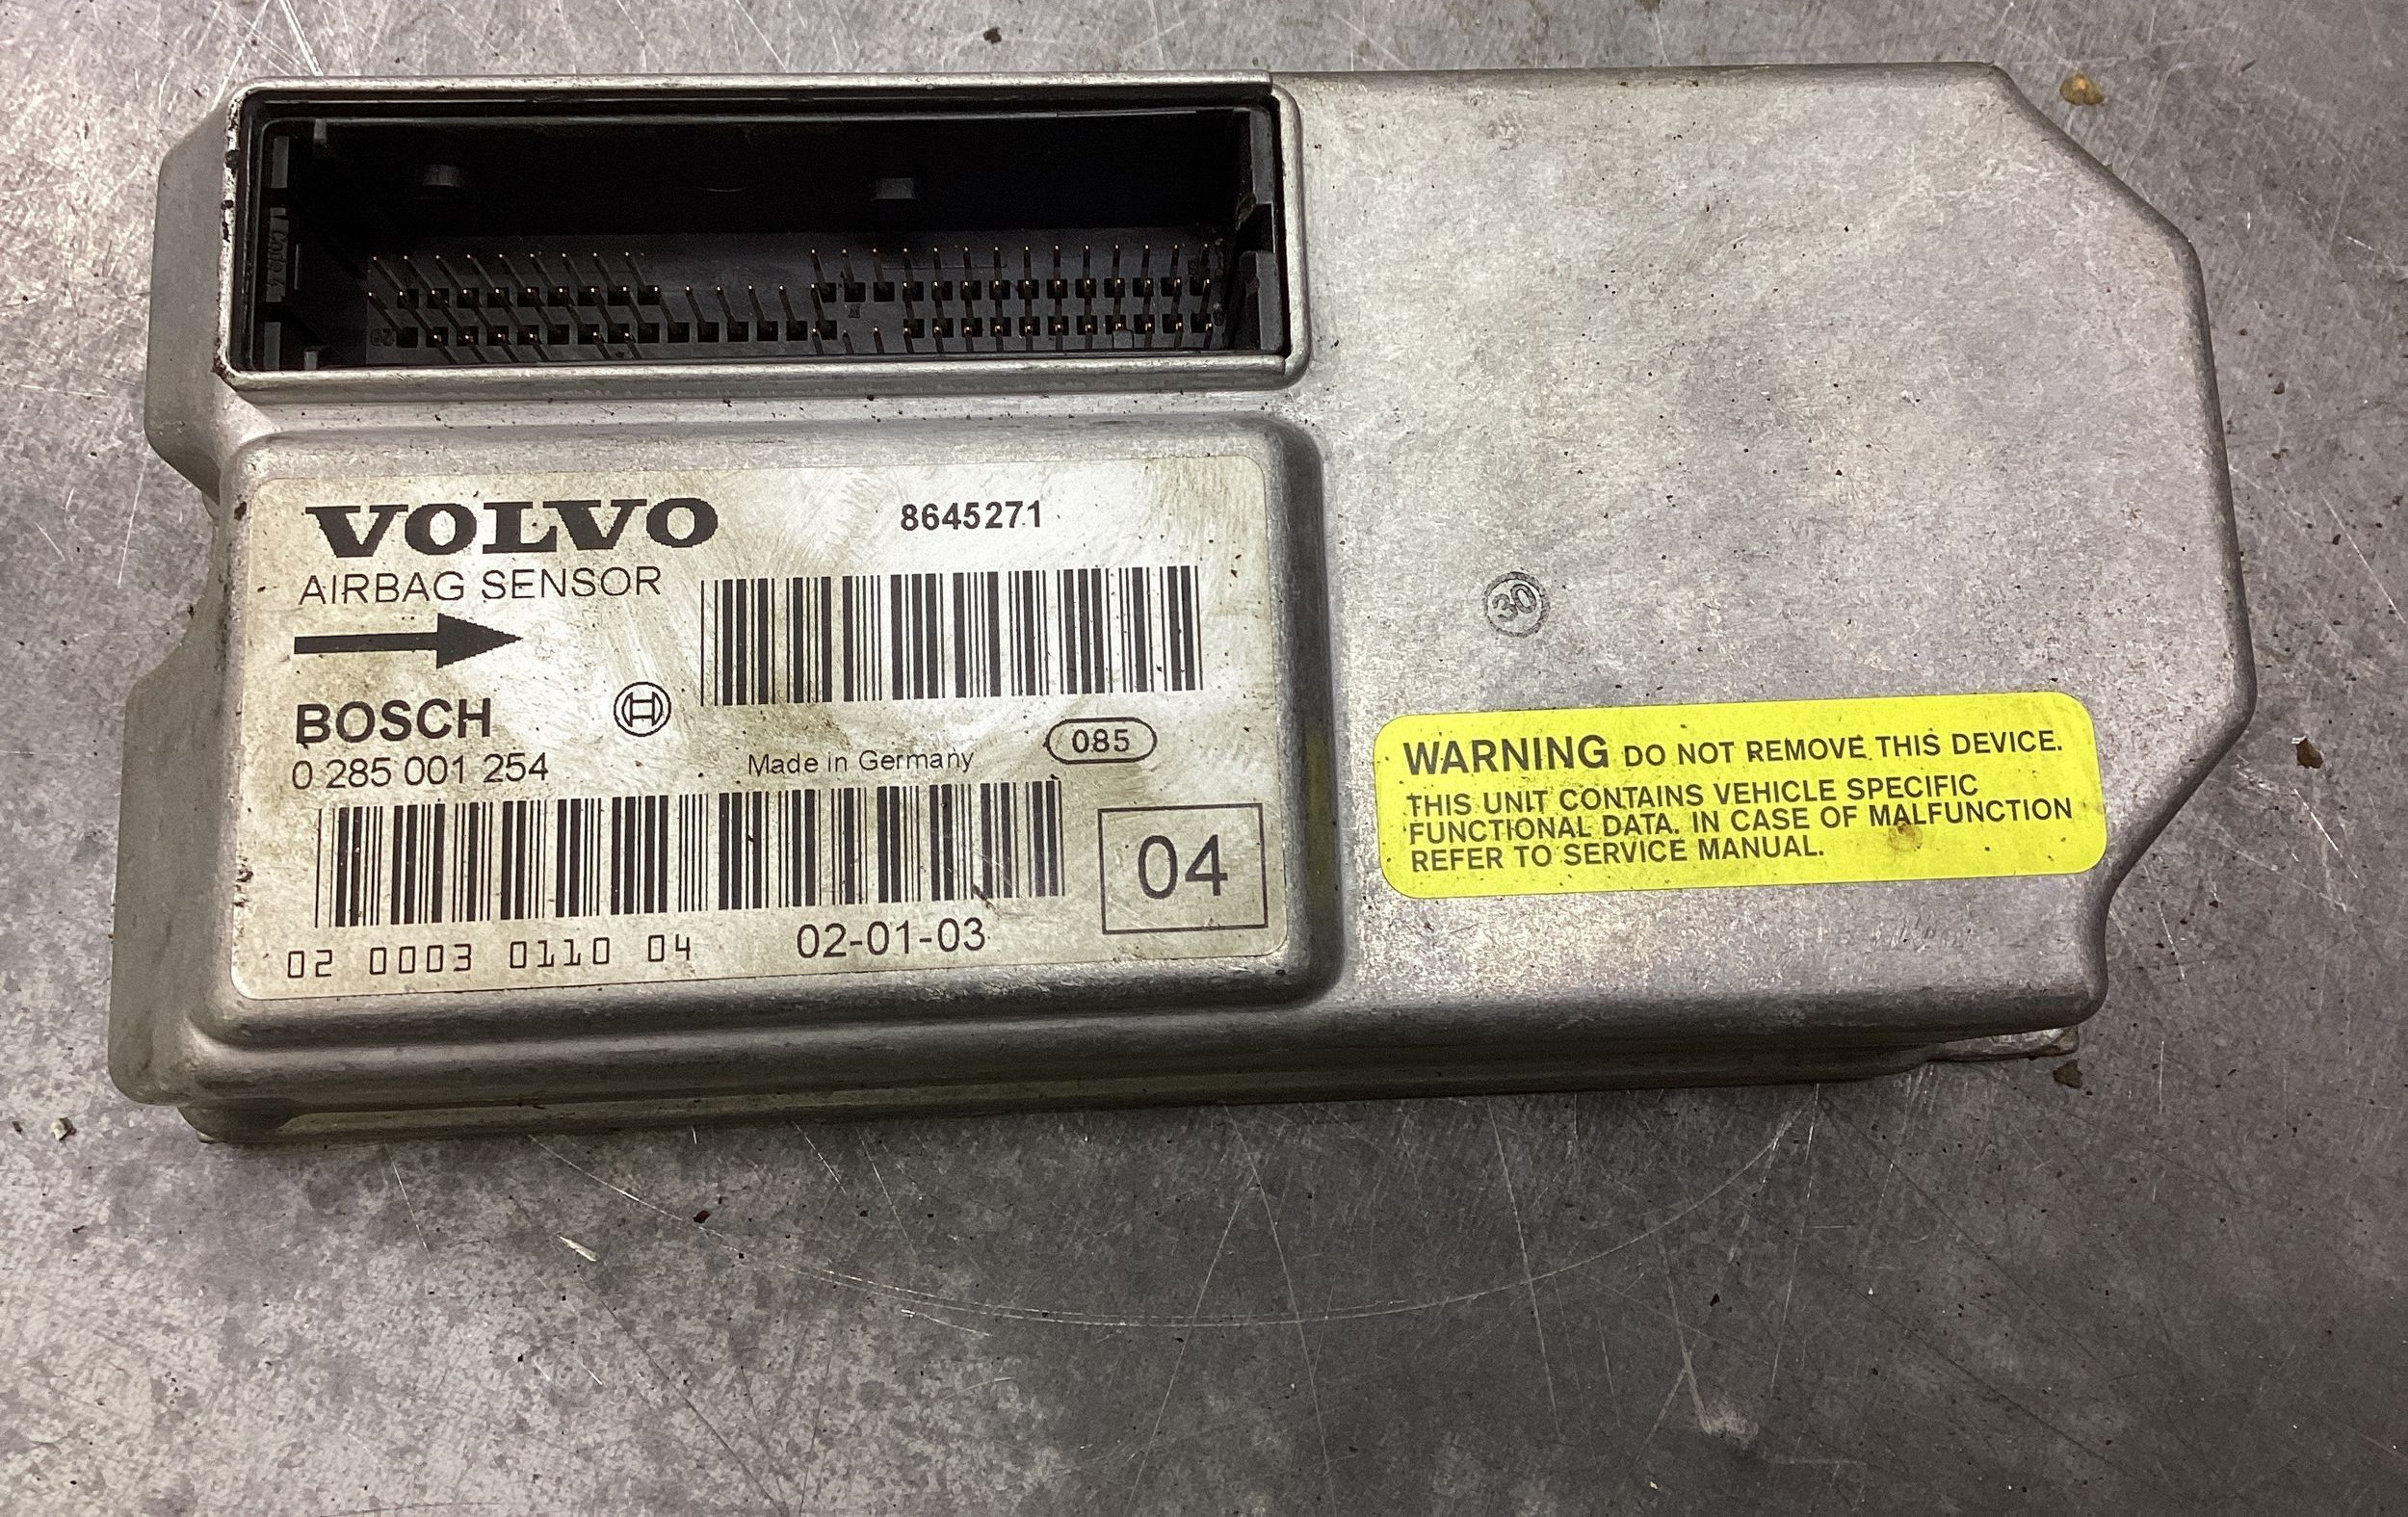 VOLVO
8645271
AIRBAG SENSOR
BOSCH
0 285 001 254
Made in Germany
085
04
02 0003 0110 04
02-01-03
30
WARNING DO NOT REMOVE THIS DEVICE.
THIS UNIT CONTAINS VEHICLE SPECIFIC
FUNCTIONAL DATA. IN CASE OF MALFUNCTION
REFER TO SERVICE MANUAL.